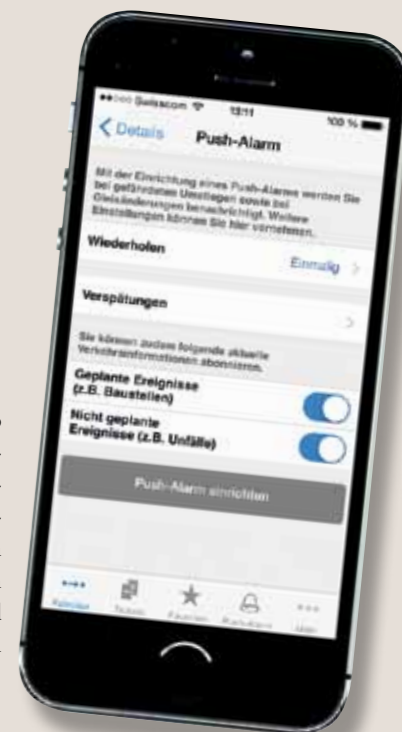 Swisscom 13:11 100 %
Details Push-Alarm
Mit der Einrichtung eines Push-Alarms werden Sie
bei gefährdeten Umstiegen sowie bei
Gleisänderungen benachrichtigt. Weitere
Einstellungen können Sie hier vornehmen.
Wiederholen Einmalig
Verspätungen
Sie können zudem folgende aktuelle
Verkehrsinformationen abonnieren.
Geplante Ereignisse
(z.B. Baustellen)
Nicht geplante
Ereignisse (z.B. Unfälle)
Push-Alarm einrichten
Fahrplan Tickets Favoriten Push-Alarm Mehr